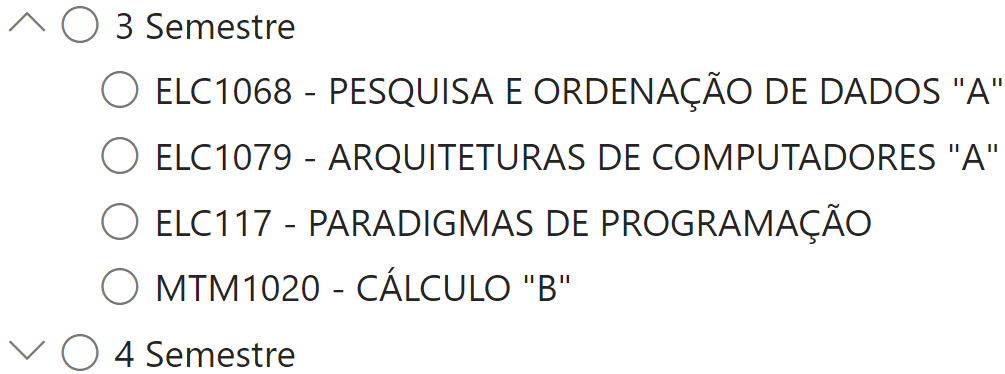 3 Semestre
ELC1068 - PESQUISA E ORDENAÇÃO DE DADOS "A"
ELC1079 - ARQUITETURAS DE COMPUTADORES "A"
ELC117 - PARADIGMAS DE PROGRAMAÇÃO
MTM1020 - CÁLCULO "B"
4 Semestre